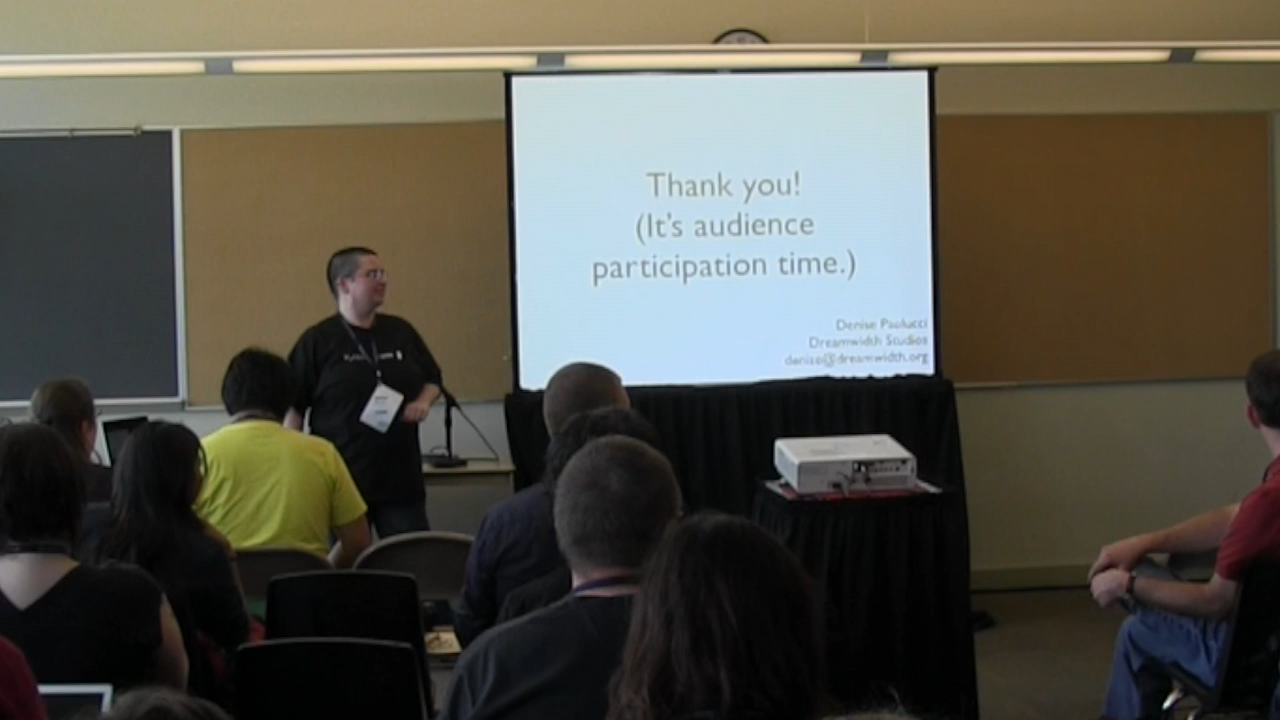 Thank you!
(It's audience
participation time.)
Denise Paolucci
Dreamwidth Studios
denise@dreamwidth.org